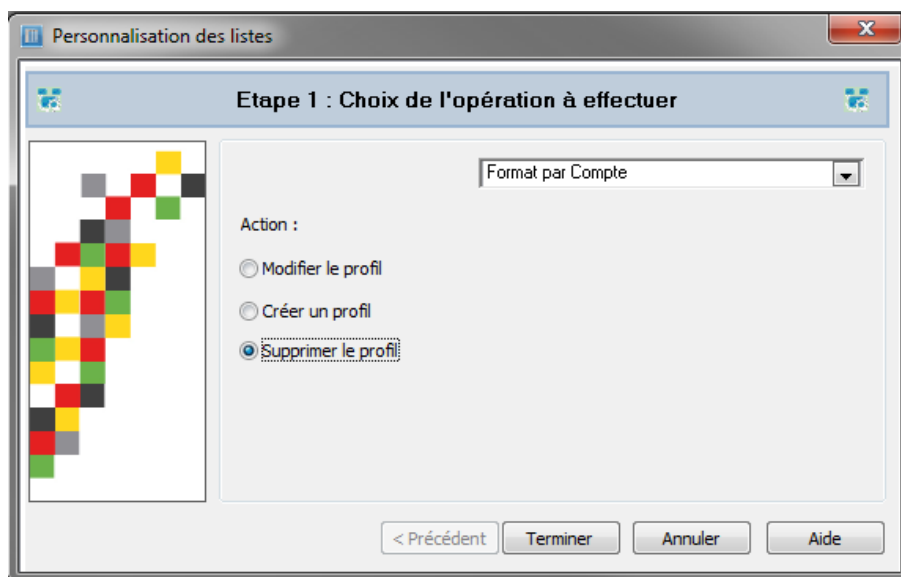 Personnalisation des listes
Etape 1 : Choix de l'opération à effectuer
Format par Compte
Action :
Modifier le profil
Créer un profil
Supprimer le profil
< Précédent Terminer Annuler Aide